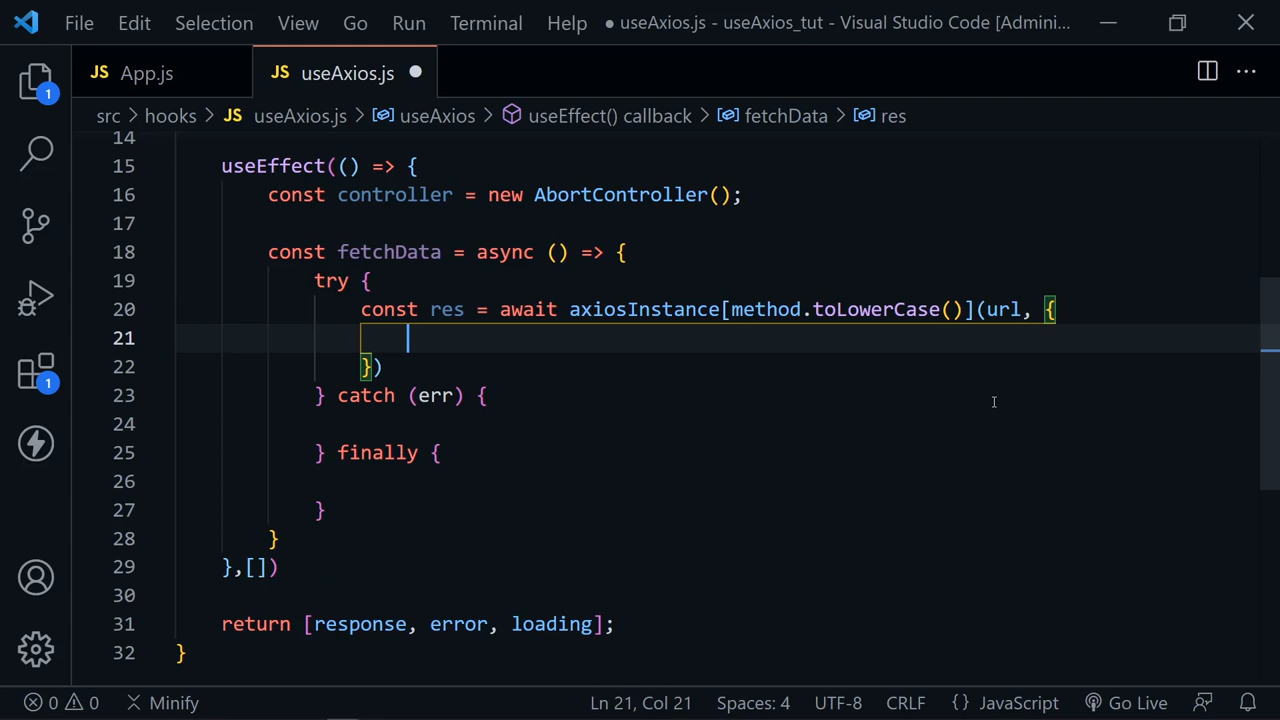 File Edit Selection View Go Run Terminal Help ● useAxios.js - useAxios_tut - Visual Studio Code [Admini...
JS App.js JS useAxios.js
src > hooks > JS useAxios.js > useAxios > useEffect() callback > fetchData > res
1
1
14
15 useEffect(() => {
16 const controller = new AbortController();
17
18 const fetchData = async () => {
19 try {
20 const res = await axiosInstance[method.toLowerCase()](url, {
21
22 })
23 } catch (err) {
24
25 } finally {
26
27 }
28 }
29 },[])
30
31 return [response, error, loading];
32 }
0 0 Minify Ln 21, Col 21 Spaces: 4 UTF-8 CRLF {} JavaScript Go Live